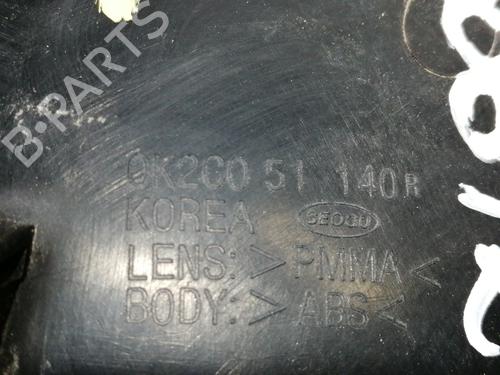 B-PARTS
0K2C0 51 140R
KOREA SEOGU
LENS: >PMMA<
BODY: >ABS<